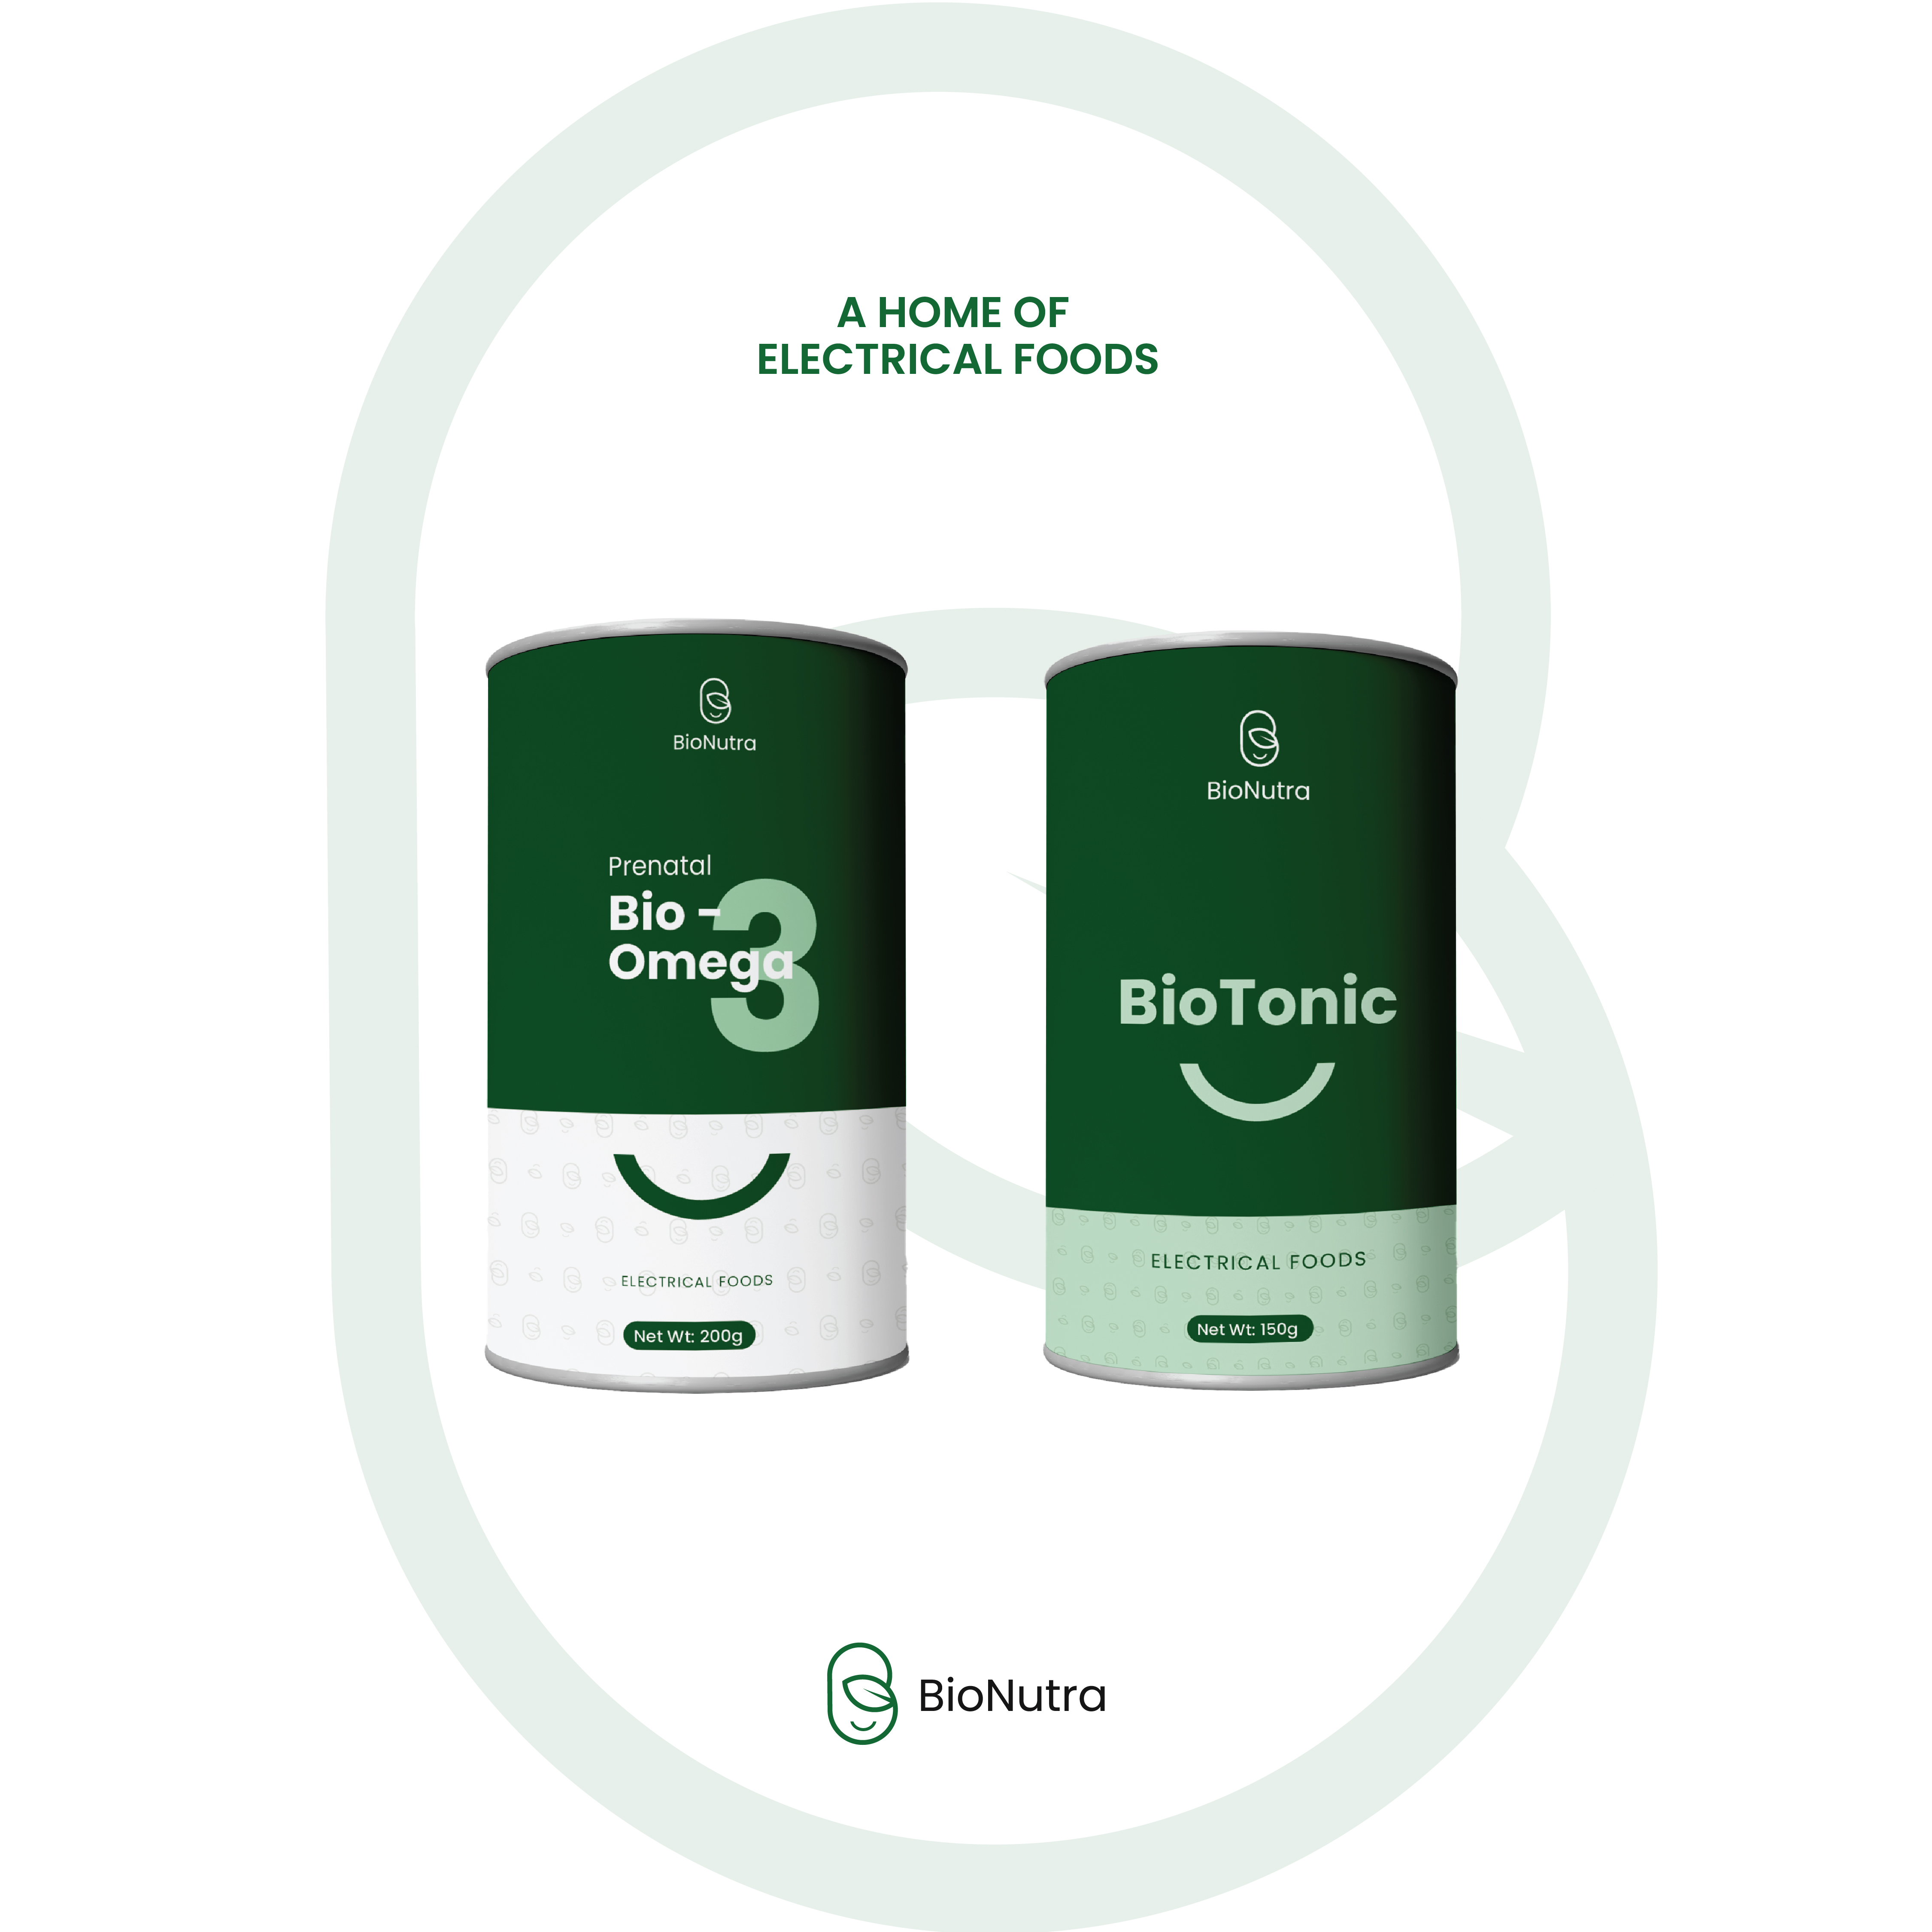 A HOME OF
ELECTRICAL FOODS
BioNutra
Prenatal
Bio -
Omega
3
ELECTRICAL FOODS
Net Wt: 200g
BioNutra
BioTonic
ELECTRICAL FOODS
Net Wt: 150g
BioNutra